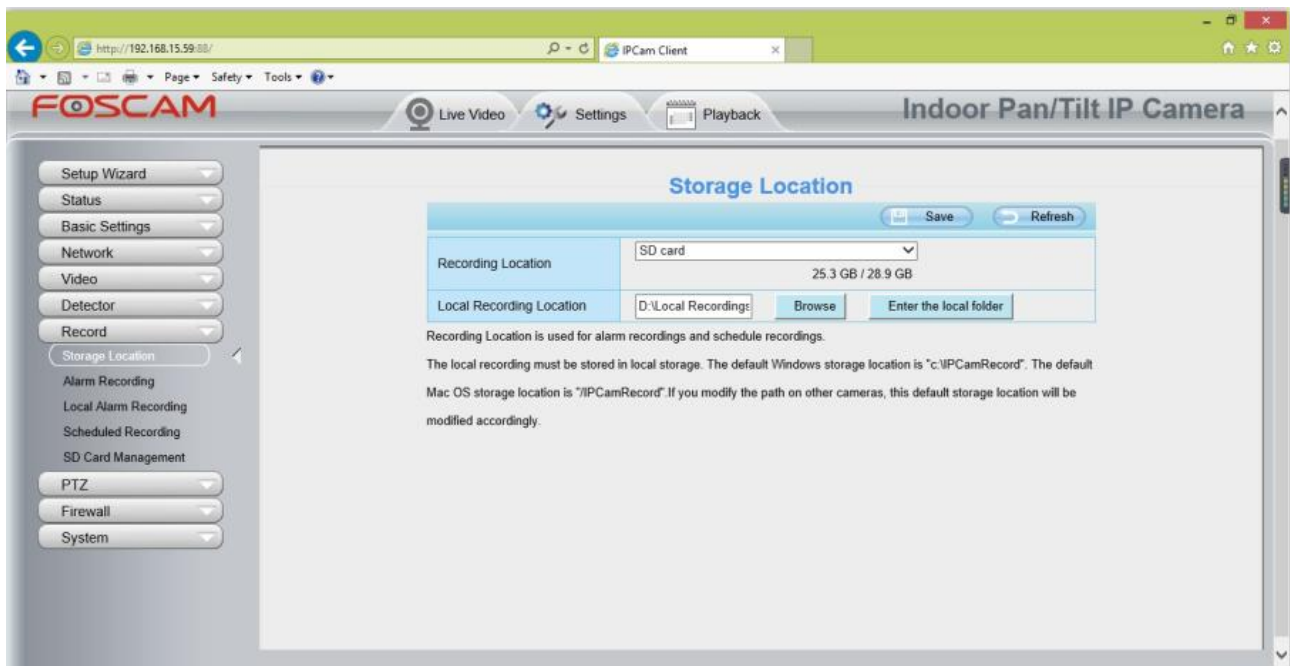 http://192.168.15.59:88/
IPCam Client
Page Safety Tools
FOSCAM
Live Video Settings Playback
Indoor Pan/Tilt IP Camera
Setup Wizard
Status
Basic Settings
Network
Video
Detector
Record
Storage Location
Alarm Recording
Local Alarm Recording
Scheduled Recording
SD Card Management
PTZ
Firewall
System
Storage Location
Save Refresh
Recording Location SD card
25.3 GB / 28.9 GB
Local Recording Location D:\Local Recordings Browse Enter the local folder
Recording Location is used for alarm recordings and schedule recordings.
The local recording must be stored in local storage. The default Windows storage location is "c:\IPCamRecord". The default
Mac OS storage location is "/IPCamRecord".If you modify the path on other cameras, this default storage location will be
modified accordingly.